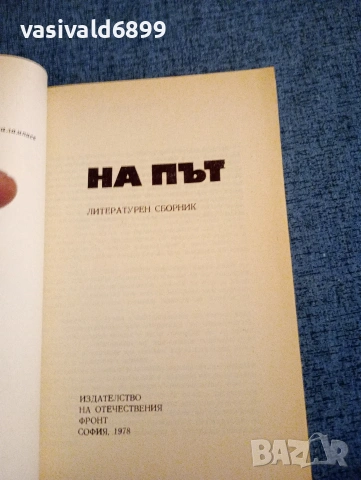 vasivald6899
НА ПЪТ
ЛИТЕРАТУРЕН СБОРНИК
ИЗДАТЕЛСТВО
НА ОТЕЧЕСТВЕНИЯ
ФРОНТ
СОФИЯ, 1978
BAZAR